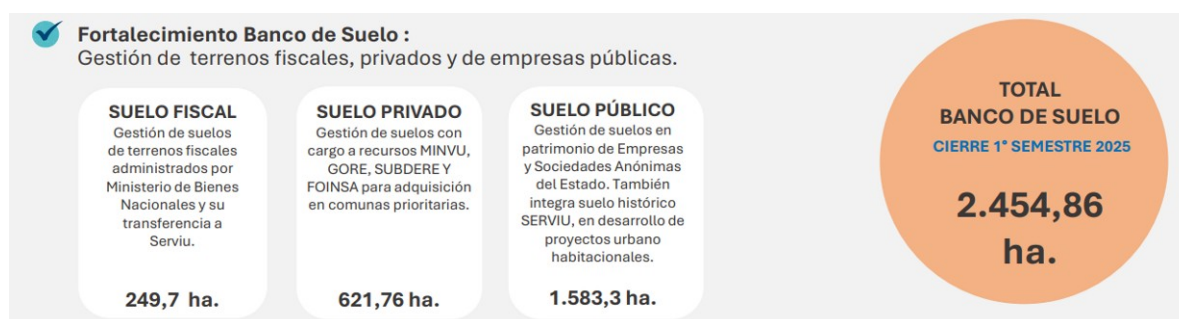 Fortalecimiento Banco de Suelo :
Gestión de terrenos fiscales, privados y de empresas públicas.
SUELO FISCAL
Gestión de suelos
de terrenos fiscales
administrados por
Ministerio de Bienes
Nacionales y su
transferencia a
Serviu.
249,7 ha.
SUELO PRIVADO
Gestión de suelos con
cargo a recursos MINVU,
GORE, SUBDERE Y
FOINSA para adquisición
en comunas prioritarias.
621,76 ha.
SUELO PÚBLICO
Gestión de suelos en
patrimonio de Empresas
y Sociedades Anónimas
del Estado. También
integra suelo histórico
SERVIU, en desarrollo de
proyectos urbano
habitacionales.
1.583,3 ha.
TOTAL
BANCO DE SUELO
CIERRE 1° SEMESTRE 2025
2.454,86
ha.